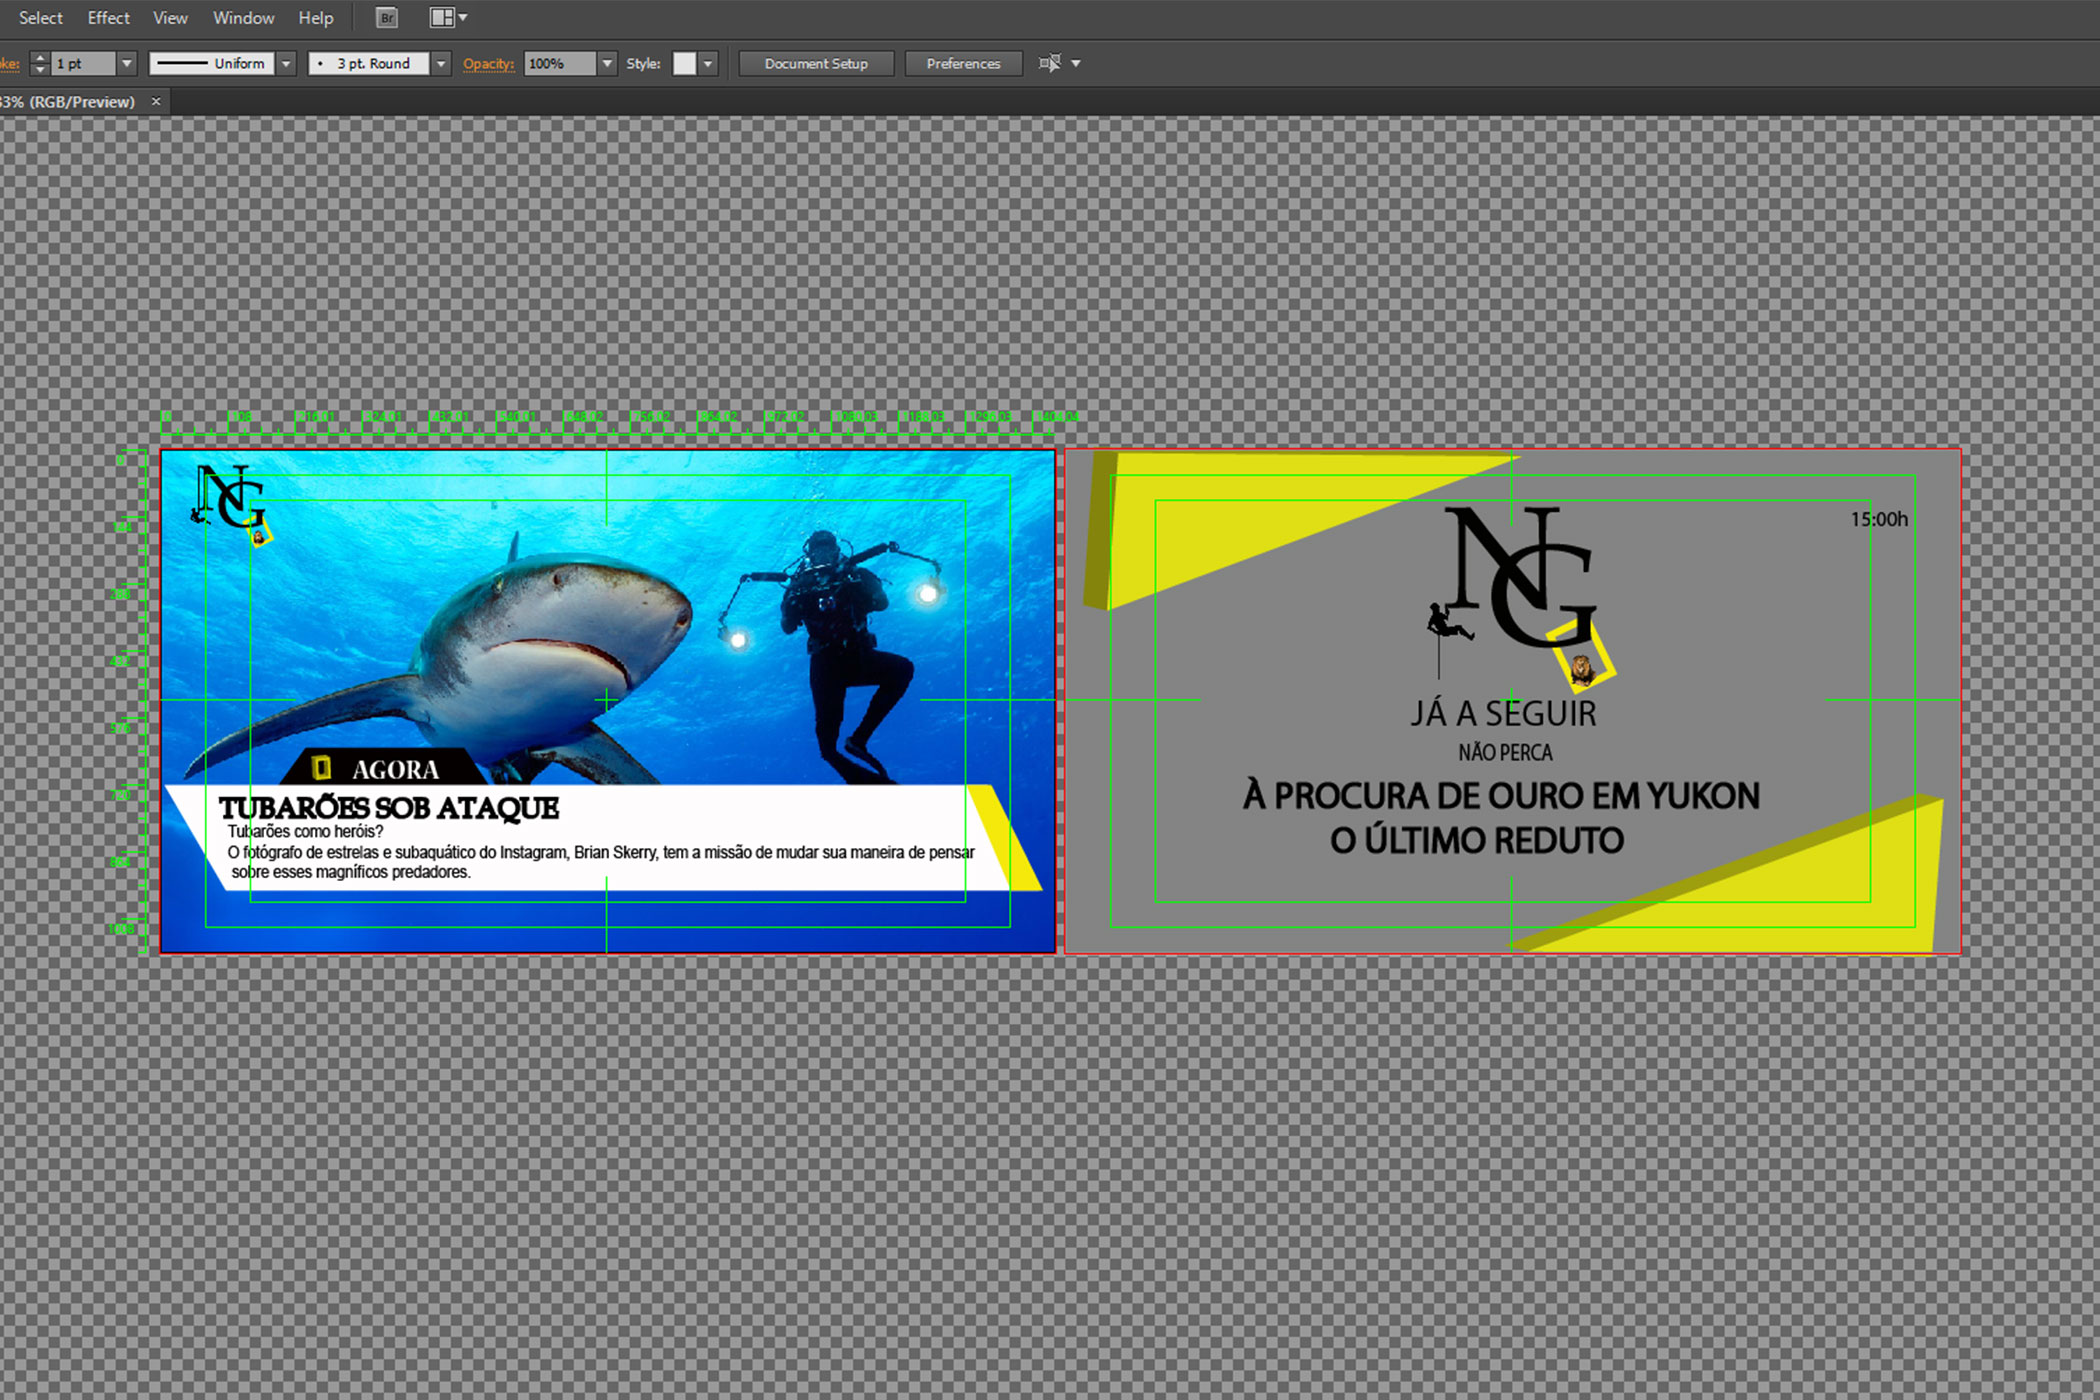 Select Effect View Window Help Br
ke: 1 pt Uniform 3 pt. Round Opacity: 100% Style: Document Setup Preferences
33% (RGB/Preview) ×
NG
AGORA
TUBARÕES SOB ATAQUE
Tubarões como heróis?
O fotógrafo de estrelas e subaquático do Instagram, Brian Skerry, tem a missão de mudar sua maneira de pensar
sobre esses magníficos predadores.
15:00h
NG
JÁ A SEGUIR
NÃO PERCA
À PROCURA DE OURO EM YUKON
O ÚLTIMO REDUTO